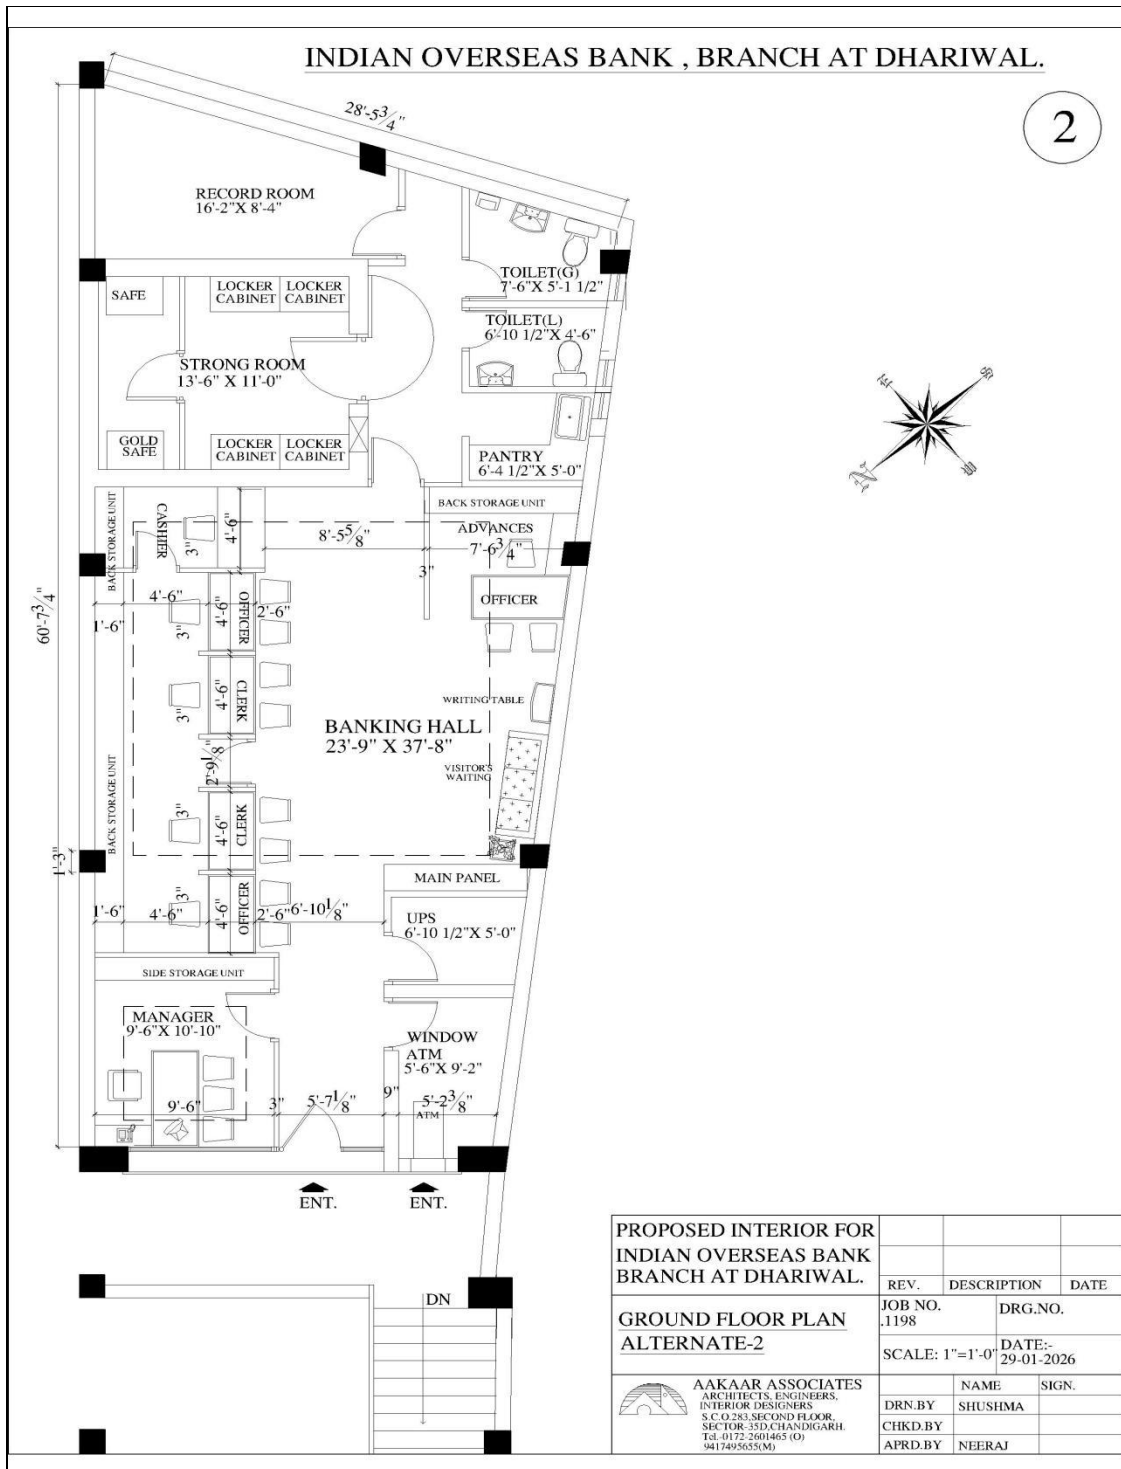 INDIAN OVERSEAS BANK , BRANCH AT DHARIWAL.
2
28'-5 3/4"
RECORD ROOM
16'-2"X 8'-4"
TOILET(G)
7'-6"X 5'-1 1/2"
SAFE
LOCKER CABINET
LOCKER CABINET
TOILET(L)
6'-10 1/2"X 4'-6"
STRONG ROOM
13'-6" X 11'-0"
GOLD SAFE
LOCKER CABINET
LOCKER CABINET
PANTRY
6'-4 1/2"X 5'-0"
BACK STORAGE UNIT
BACK STORAGE UNIT
CASHIER
3"
4'-6"
8'-5 5/8"
ADVANCES
7'-6 3/4"
3"
60'-7 3/4"
4'-6"
4'-6"
OFFICER
2'-6"
OFFICER
1'-6"
3"
4'-6"
CLERK
3"
WRITING TABLE
BANKING HALL
23'-9" X 37'-8"
2'-9 1/8"
VISITOR'S
WAITING
BACK STORAGE UNIT
3"
4'-6"
CLERK
1'-3"
MAIN PANEL
3"
1'-6"
4'-6"
4'-6"
OFFICER
2'-6"
6'-10 1/8"
UPS
6'-10 1/2"X 5'-0"
SIDE STORAGE UNIT
MANAGER
9'-6"X 10'-10"
WINDOW
ATM
5'-6"X 9'-2"
9'-6"
3"
5'-7 1/8"
9"
5'-2 3/8"
ATM
ENT.
ENT.
DN
PROPOSED INTERIOR FOR
INDIAN OVERSEAS BANK
BRANCH AT DHARIWAL.
REV. DESCRIPTION DATE
GROUND FLOOR PLAN
ALTERNATE-2
JOB NO.
.1198
DRG.NO.
SCALE: 1"=1'-0"
DATE:-
29-01-2026
AAKAAR ASSOCIATES
ARCHITECTS, ENGINEERS,
INTERIOR DESIGNERS
S.C.O.283,SECOND FLOOR,
SECTOR-35D,CHANDIGARH.
Tel.-0172-2601465 (O)
9417495655(M)
NAME SIGN.
DRN.BY SHUSHMA
CHKD.BY
APRD.BY NEERAJ